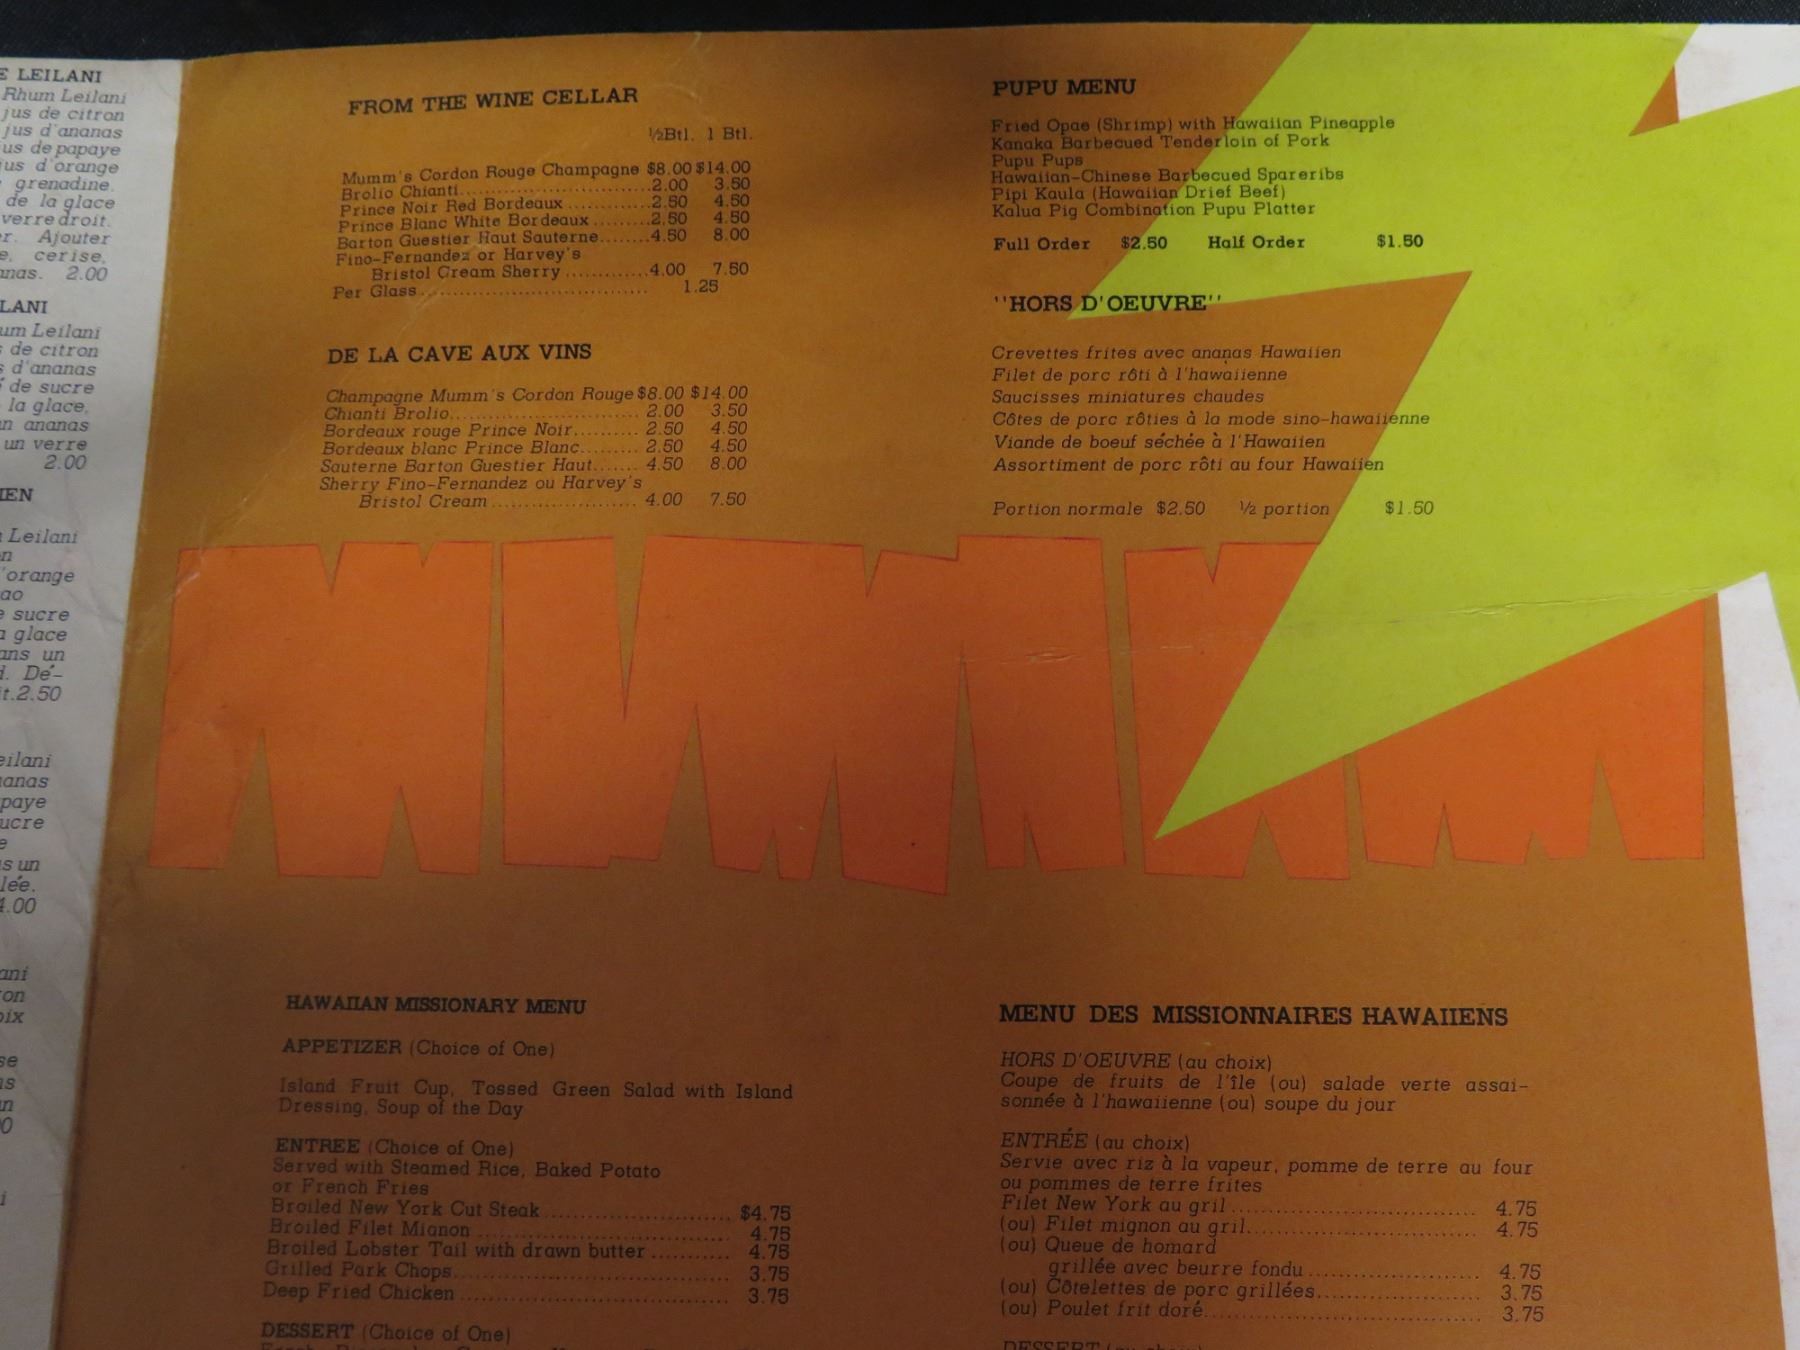 E LEILANI
Rhum Leilani
jus de citron
jus d'ananas
us de papaye
jus d'orange
grenadine.
de la glace
verre droit.
r. Ajouter
e, cerise,
nas. 2.00
LANI
um Leilani
s de citron
s d'ananas
de sucre
la glace,
n ananas
un verre
2.00
IEN
Leilani
n
'orange
ao
e sucre
a glace
ans un
d. Dé-
it.2.50
eilani
anas
paye
ucre
e
s un
lée.
4.00
ani
on
oix
se
as
n
00
i
FROM THE WINE CELLAR
½Btl. 1 Btl.
Mumm's Cordon Rouge Champagne $8.00 $14.00
Brolio Chianti 2.00 3.50
Prince Noir Red Bordeaux 2.50 4.50
Prince Blanc White Bordeaux 2.50 4.50
Barton Guestier Haut Sauterne 4.50 8.00
Fino-Fernandez or Harvey's
Bristol Cream Sherry 4.00 7.50
Per Glass 1.25
DE LA CAVE AUX VINS
Champagne Mumm's Cordon Rouge $8.00 $14.00
Chianti Brolio 2.00 3.50
Bordeaux rouge Prince Noir 2.50 4.50
Bordeaux blanc Prince Blanc 2.50 4.50
Sauterne Barton Guestier Haut 4.50 8.00
Sherry Fino-Fernandez ou Harvey's
Bristol Cream 4.00 7.50
PUPU MENU
Fried Opae (Shrimp) with Hawaiian Pineapple
Kanaka Barbecued Tenderloin of Pork
Pupu Pups
Hawaiian-Chinese Barbecued Spareribs
Pipi Kaula (Hawaiian Drief Beef)
Kalua Pig Combination Pupu Platter
Full Order $2.50 Half Order $1.50
"HORS D'OEUVRE"
Crevettes frites avec ananas Hawaiien
Filet de porc rôti à l'hawaiienne
Saucisses miniatures chaudes
Côtes de porc rôties à la mode sino-hawaiienne
Viande de boeuf séchée à l'Hawaiien
Assortiment de porc rôti au four Hawaiien
Portion normale $2.50 ½ portion $1.50
HAWAIIAN MISSIONARY MENU
APPETIZER (Choice of One)
Island Fruit Cup, Tossed Green Salad with Island
Dressing, Soup of the Day
ENTREE (Choice of One)
Served with Steamed Rice, Baked Potato
or French Fries
Broiled New York Cut Steak $4.75
Broiled Filet Mignon 4.75
Broiled Lobster Tail with drawn butter 4.75
Grilled Pork Chops 3.75
Deep Fried Chicken 3.75
DESSERT (Choice of One)
MENU DES MISSIONNAIRES HAWAIIENS
HORS D'OEUVRE (au choix)
Coupe de fruits de l'île (ou) salade verte assai-
sonnée à l'hawaiienne (ou) soupe du jour
ENTRÉE (au choix)
Servie avec riz à la vapeur, pomme de terre au four
ou pommes de terre frites
Filet New York au gril 4.75
(ou) Filet mignon au gril 4.75
(ou) Queue de homard
grillée avec beurre fondu 4.75
(ou) Côtelettes de porc grillées 3.75
(ou) Poulet frit doré 3.75
DESSERT (au choix)